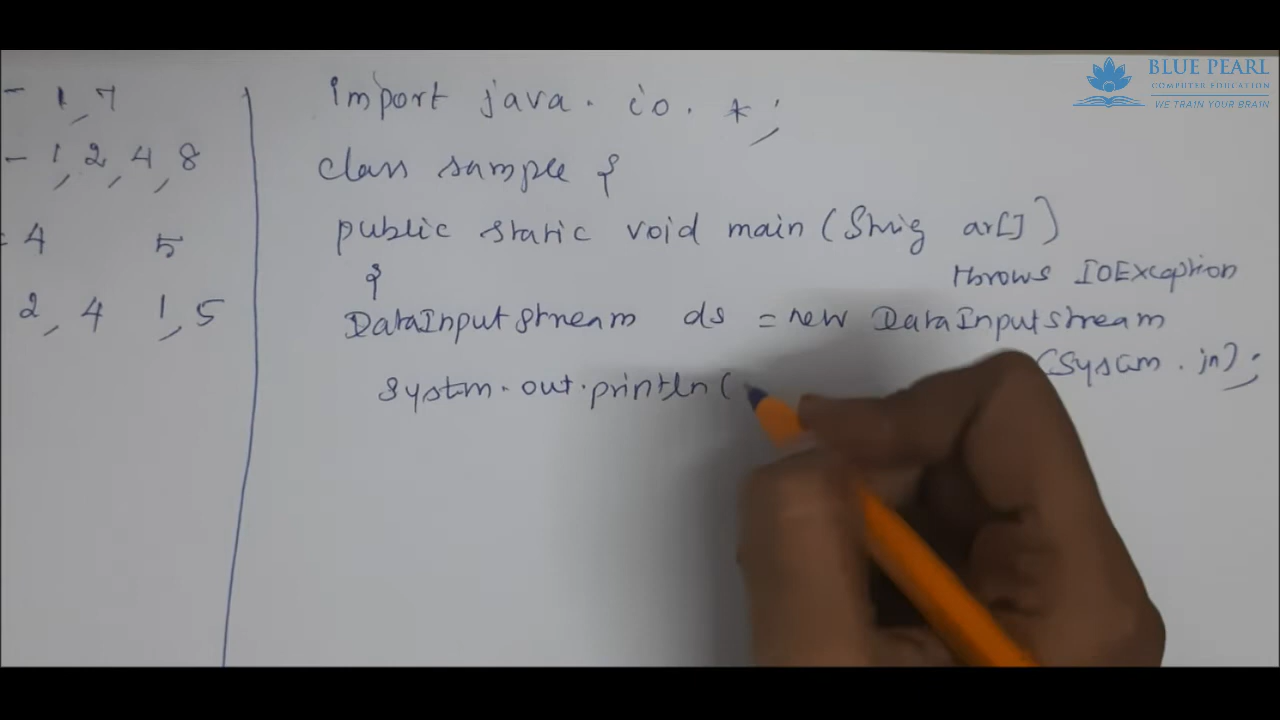 BLUE PEARL
COMPUTER EDUCATION
WE TRAIN YOUR BRAIN
- 1, 7
- 1, 2, 4, 8
= 4 5
2, 4 1, 5
import java. io. *;
class sample {
public static void main (String ar[])
{
throws IOException
DataInputStream ds = new DataInputstream
(System. in);
System. out. println (